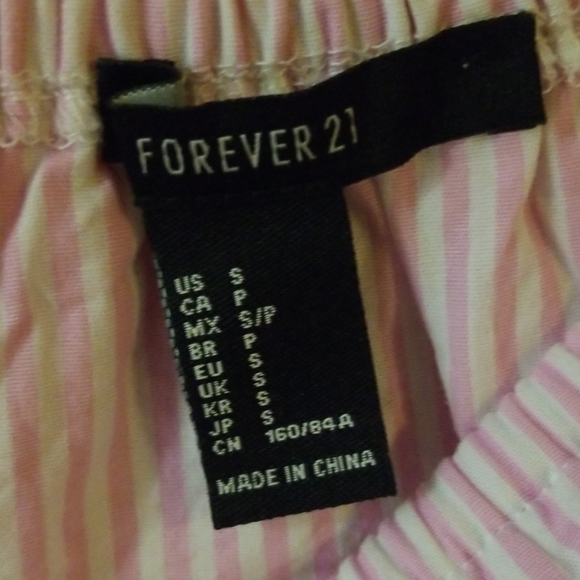 FOREVER 21
US S
CA P
MX S/P
BR P
EU S
UK S
KR S
JP S
CN 160/84A
MADE IN CHINA